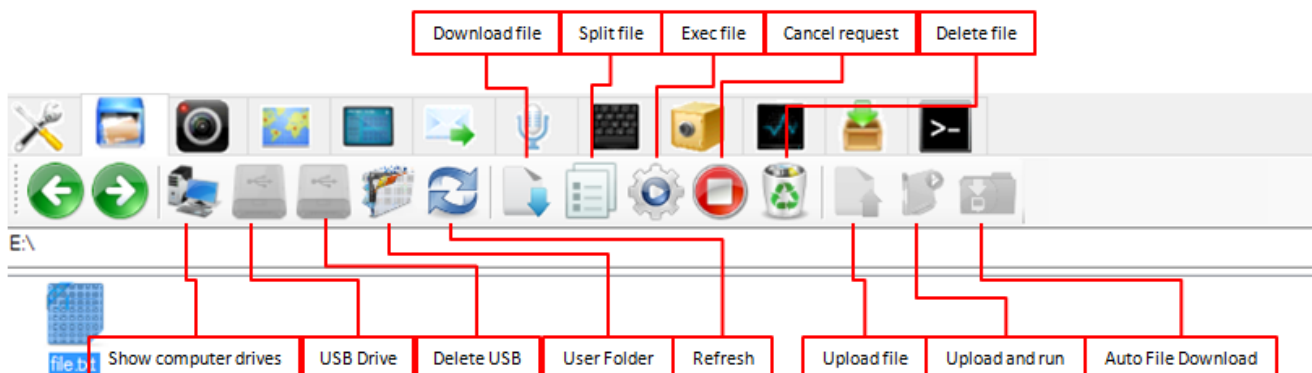 Download file
Split file
Exec file
Cancel request
Delete file
>-
E:\
file.txt
Show computer drives
USB Drive
Delete USB
User Folder
Refresh
Upload file
Upload and run
Auto File Download